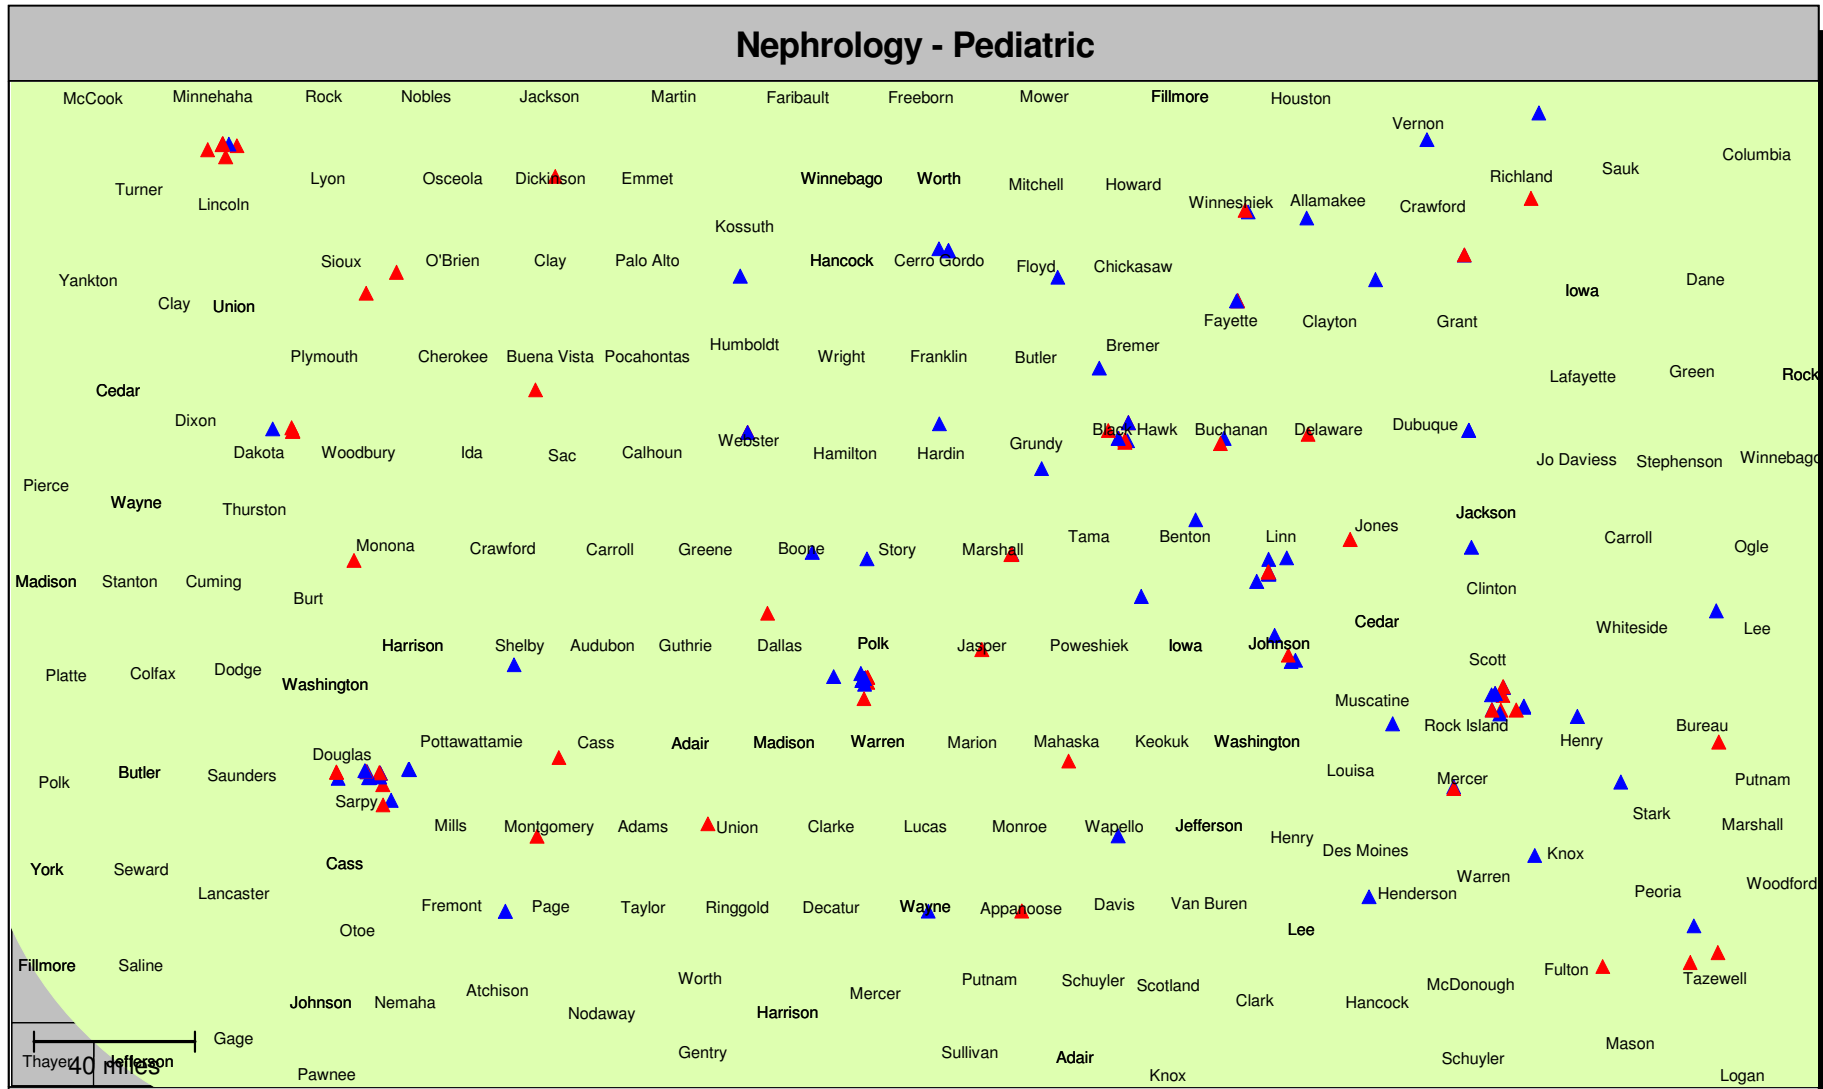 Nephrology - Pediatric
McCook Minnehaha Rock Nobles Jackson Martin Faribault Freeborn Mower Fillmore Houston
Vernon
Columbia
Sauk
Turner Lyon Osceola Dickinson Emmet Winnebago Worth Mitchell Howard Richland
Lincoln Winneshiek Allamakee Crawford
Kossuth
Yankton Sioux O'Brien Clay Palo Alto Hancock Cerro Gordo Floyd Chickasaw Dane
Clay Union Iowa
Fayette Clayton Grant
Plymouth Cherokee Buena Vista Pocahontas Humboldt Wright Franklin Butler Bremer
Cedar Lafayette Green Rock
Dixon Webster Black Hawk Buchanan Delaware Dubuque
Dakota Woodbury Ida Sac Calhoun Hamilton Hardin Grundy Jo Daviess Stephenson Winnebago
Pierce
Wayne Thurston Jackson
Monona Crawford Carroll Greene Boone Story Marshall Tama Benton Linn Jones Carroll Ogle
Madison Stanton Cuming Burt Clinton
Cedar Whiteside Lee
Harrison Shelby Audubon Guthrie Dallas Polk Jasper Poweshiek Iowa Johnson Scott
Platte Colfax Dodge Washington
Muscatine
Rock Island Bureau
Douglas Pottawattamie Cass Adair Madison Warren Marion Mahaska Keokuk Washington Henry
Polk Butler Saunders Louisa Mercer Putnam
Sarpy
Mills Montgomery Adams Union Clarke Lucas Monroe Wapello Jefferson Henry Stark Marshall
York Seward Cass Des Moines Knox
Lancaster Warren Peoria Woodford
Fremont Page Taylor Ringgold Decatur Wayne Appanoose Davis Van Buren Henderson
Otoe Lee
Fillmore Saline Worth Putnam Schuyler Scotland Fulton Tazewell
Johnson Nemaha Atchison Nodaway Harrison Mercer Clark Hancock McDonough
Gage Mason
Thayer Jefferson Gentry Sullivan Adair Schuyler
40 miles
Pawnee Knox Logan